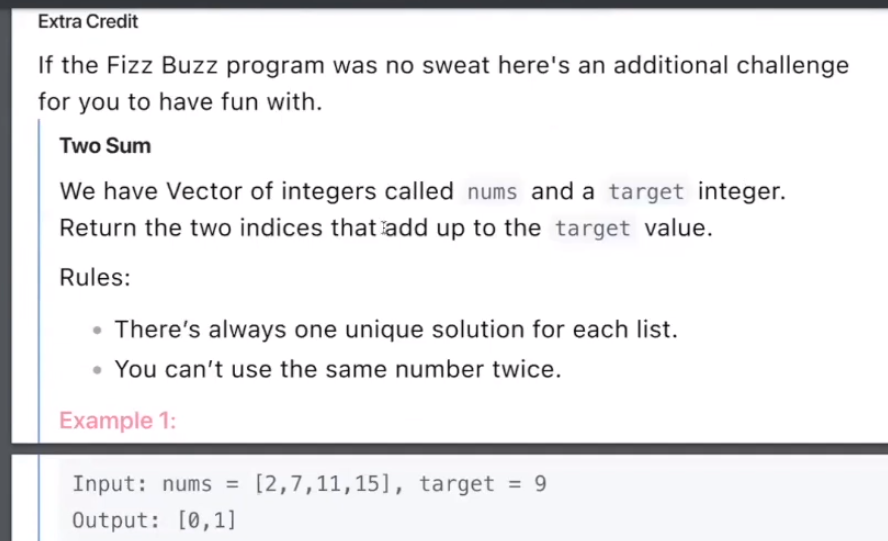 Extra Credit
If the Fizz Buzz program was no sweat here's an additional challenge
for you to have fun with.
Two Sum
We have Vector of integers called nums and a target integer.
Return the two indices that add up to the target value.
Rules:
• There’s always one unique solution for each list.
• You can’t use the same number twice.
Example 1:
Input: nums = [2,7,11,15], target = 9
Output: [0,1]